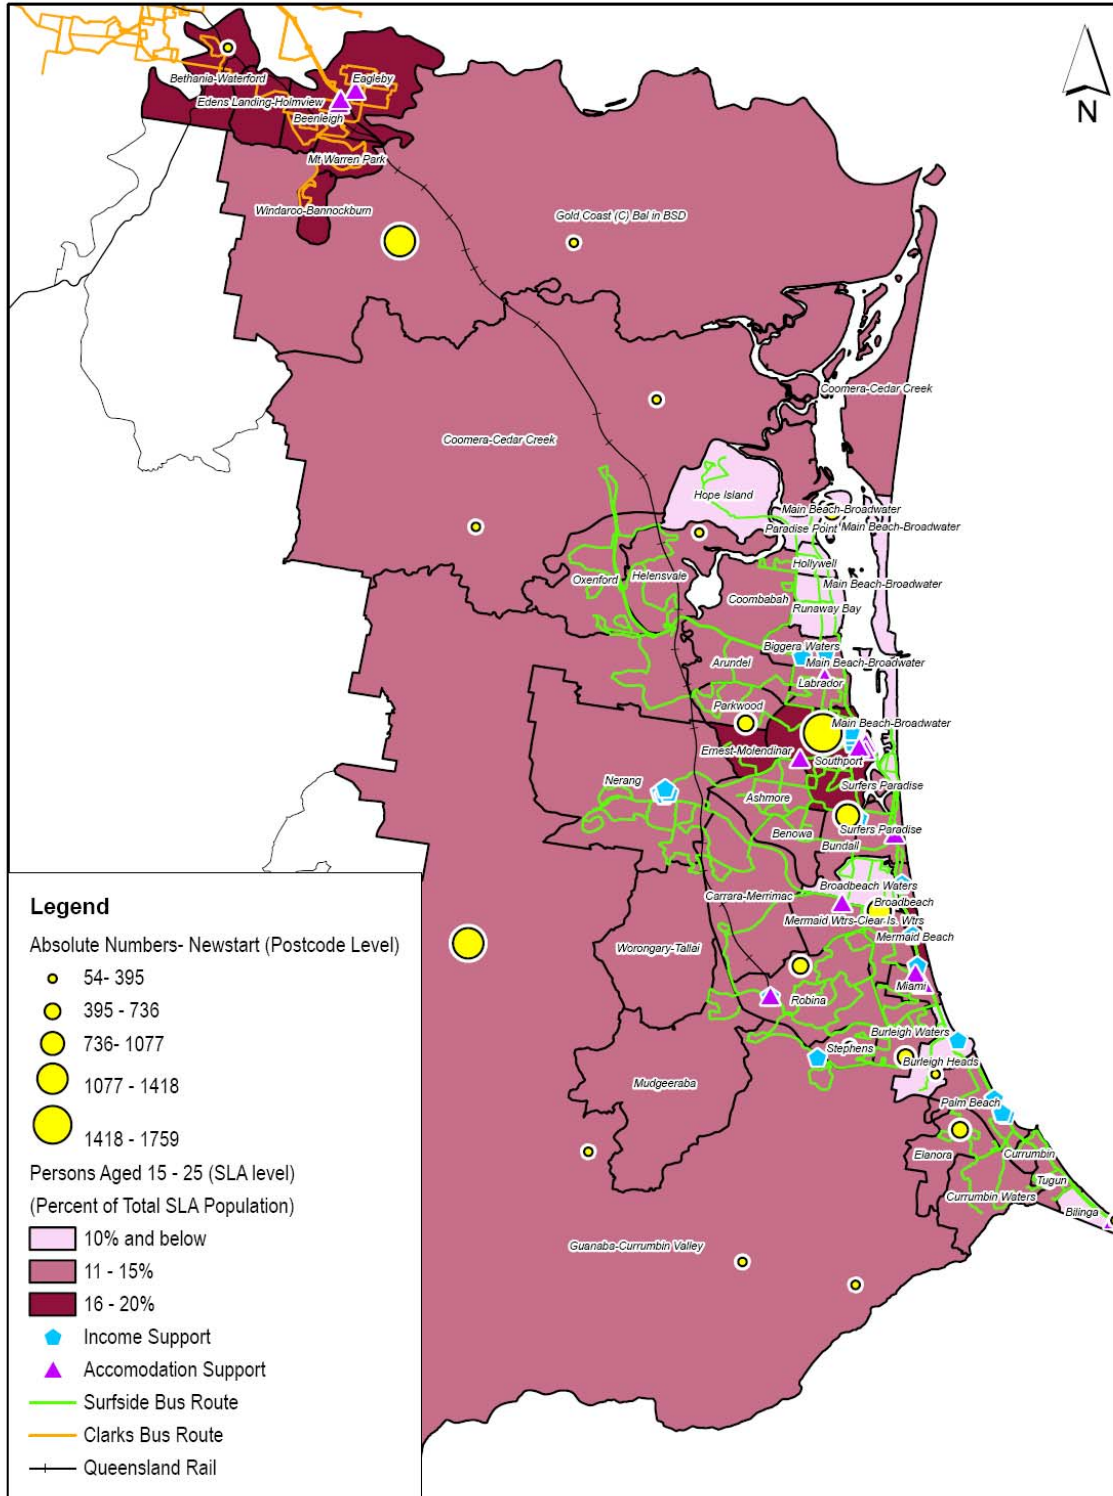 N
Bethania-Waterford
Eagleby
Edens Landing-Holmview
Beenleigh
Mt Warren Park
Windaroo-Bannockburn
Gold Coast (C) Bal in BSD
Coomera-Cedar Creek
Coomera-Cedar Creek
Hope Island
Main Beach-Broadwater
Paradise Point
Main Beach-Broadwater
Hollywell
Oxenford
Helensvale
Main Beach-Broadwater
Coombabah
Runaway Bay
Biggera Waters
Arundel
Main Beach-Broadwater
Labrador
Parkwood
Main Beach-Broadwater
Ernest-Molendinar
Southport
Nerang
Surfers Paradise
Ashmore
Benowa
Surfers Paradise
Bundall
Broadbeach Waters
Carrara-Merrimac
Broadbeach
Mermaid Wtrs-Clear-Is. Wtrs
Worongary-Tallai
Mermaid Beach
Miami
Robina
Burleigh Waters
Stephens
Burleigh Heads
Mudgeeraba
Palm Beach
Elanora
Currumbin
Tugun
Currumbin Waters
Bilinga
Guanaba-Currumbin Valley
Legend
Absolute Numbers- Newstart (Postcode Level)
54- 395
395 - 736
736- 1077
1077 - 1418
1418 - 1759
Persons Aged 15 - 25 (SLA level)
(Percent of Total SLA Population)
10% and below
11 - 15%
16 - 20%
Income Support
Accomodation Support
Surfside Bus Route
Clarks Bus Route
Queensland Rail